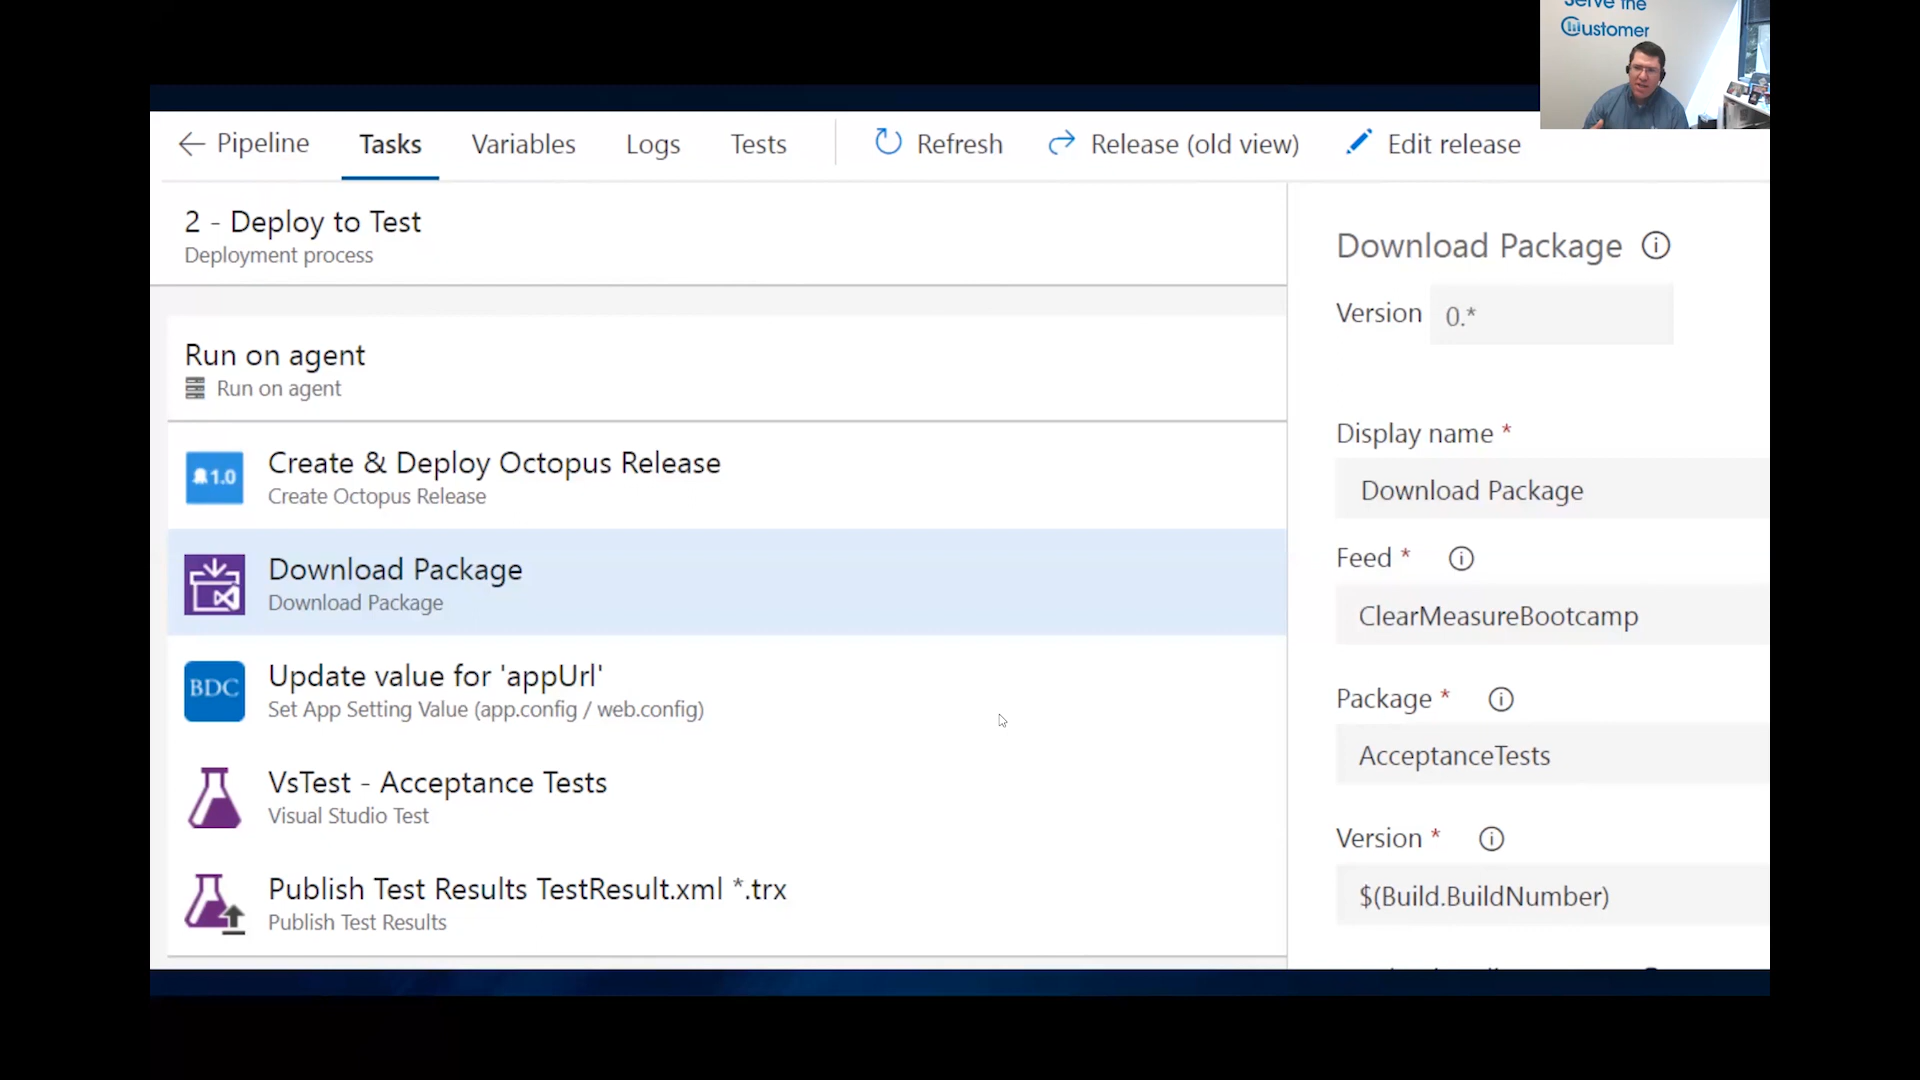 Serve the
Customer
Pipeline
Tasks
Variables
Logs
Tests
Refresh
Release (old view)
Edit release
2 - Deploy to Test
Deployment process
Run on agent
Run on agent
1.0
Create & Deploy Octopus Release
Create Octopus Release
Download Package
Download Package
BDC
Update value for 'appUrl'
Set App Setting Value (app.config / web.config)
VsTest - Acceptance Tests
Visual Studio Test
Publish Test Results TestResult.xml *.trx
Publish Test Results
Download Package
Version 0.*
Display name *
Download Package
Feed *
ClearMeasureBootcamp
Package *
AcceptanceTests
Version *
$(Build.BuildNumber)